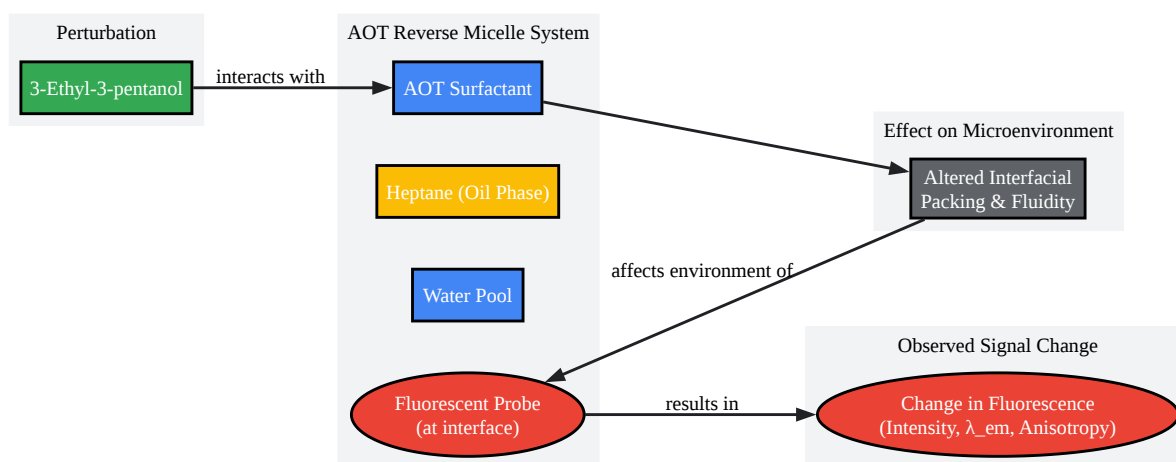 Perturbation
3-Ethyl-3-pentanol
interacts with
AOT Reverse Micelle System
AOT Surfactant
Heptane (Oil Phase)
Water Pool
Fluorescent Probe
(at interface)
Effect on Microenvironment
Altered Interfacial
Packing & Fluidity
affects environment of
results in
Observed Signal Change
Change in Fluorescence
(Intensity, λ_em, Anisotropy)